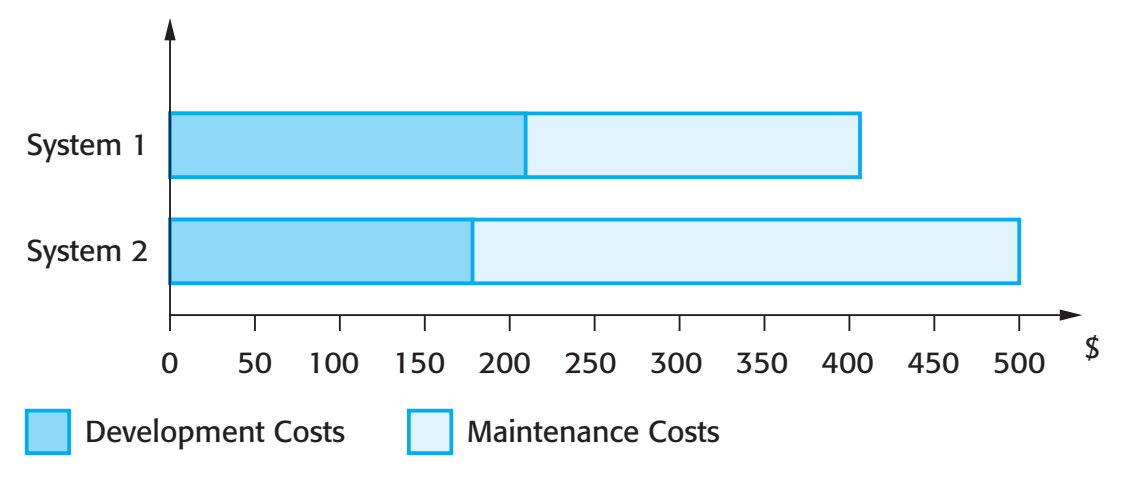 System 1
System 2
0 50 100 150 200 250 300 350 400 450 500 $
Development Costs Maintenance Costs